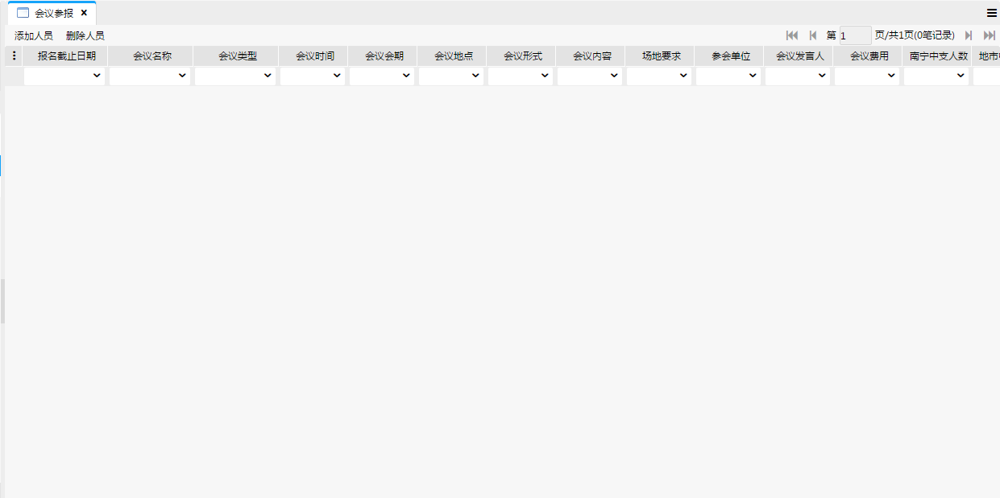 会议参报
添加人员 删除人员 第 1 页/共1页(0笔记录)
报名截止日期 会议名称 会议类型 会议时间 会议会期 会议地点 会议形式 会议内容 场地要求 参会单位 会议发言人 会议费用 南宁中支人数 地市